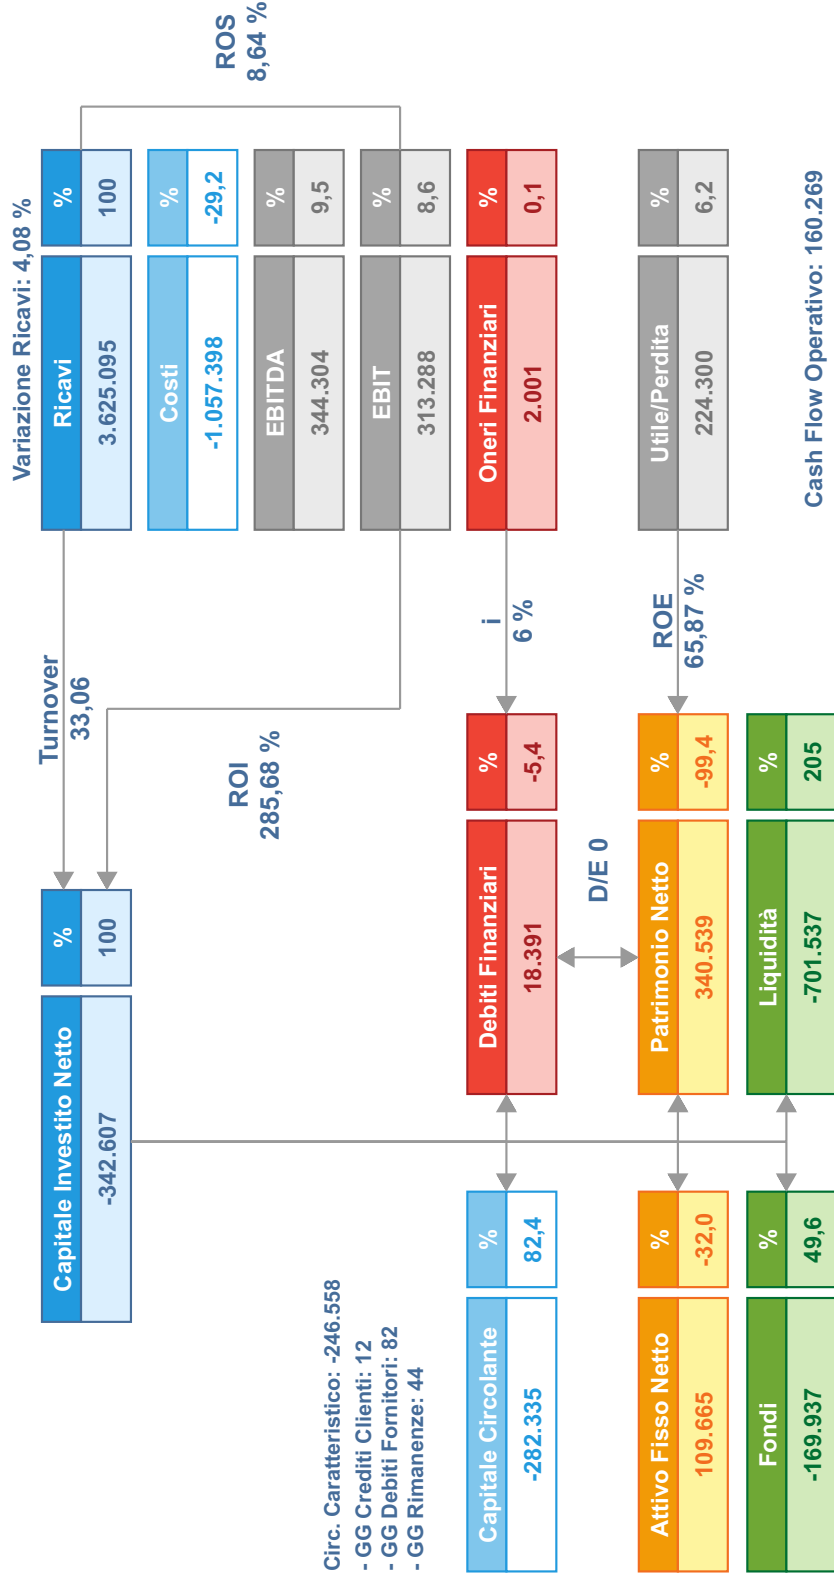 Variazione Ricavi: 4,08 %
Capitale Investito Netto
%
-342.607
100
Turnover
33,06
Ricavi
%
3.625.095
100
Costi
%
-1.057.398
-29,2
ROS
8,64 %
ROI
285,68 %
EBITDA
%
344.304
9,5
EBIT
%
313.288
8,6
Circ. Caratteristico: -246.558
- GG Crediti Clienti: 12
- GG Debiti Fornitori: 82
- GG Rimanenze: 44
Capitale Circolante
%
-282.335
82,4
Debiti Finanziari
%
18.391
-5,4
i
6 %
Oneri Finanziari
%
2.001
0,1
D/E 0
Attivo Fisso Netto
%
109.665
-32,0
Patrimonio Netto
%
340.539
-99,4
ROE
65,87 %
Utile/Perdita
%
224.300
6,2
Fondi
%
-169.937
49,6
Liquidità
%
-701.537
205
Cash Flow Operativo: 160.269